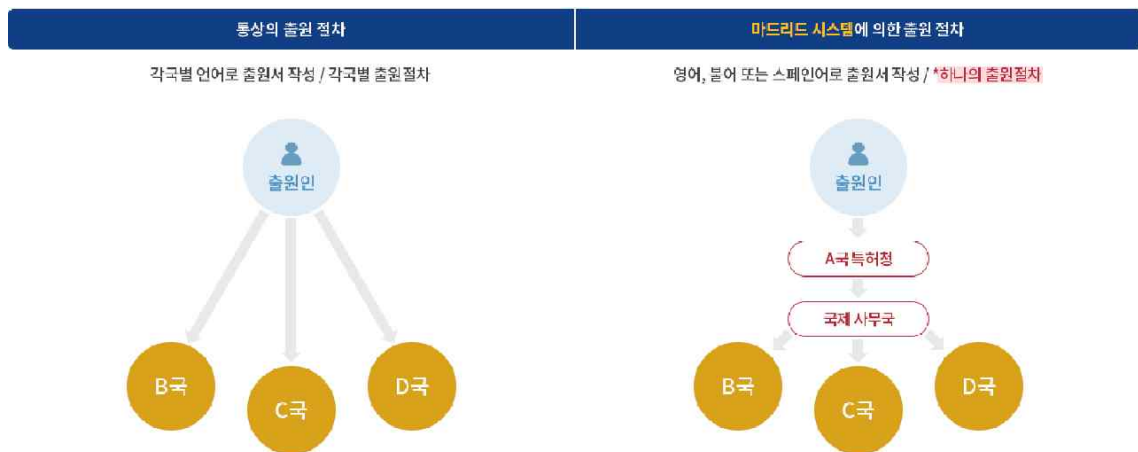 통상의 출원 절차
마드리드 시스템에 의한 출원 절차
각국별 언어로 출원서 작성 / 각국별 출원절차
영어, 불어 또는 스페인어로 출원서 작성 / *하나의 출원절차
출원인
출원인
A국 특허청
국제 사무국
B국
C국
D국
B국
C국
D국